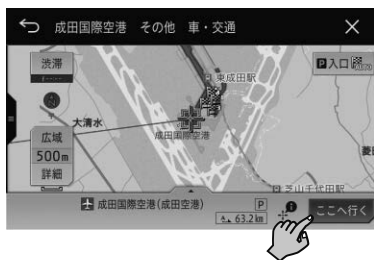 成田国際空港 その他 車・交通
渋滞
P入口
東成田駅
大清水
成田国際空港
広域
500m
詳細
芝山千代田駅
成田国際空港(成田空港)
P
63.2km
ここへ行く